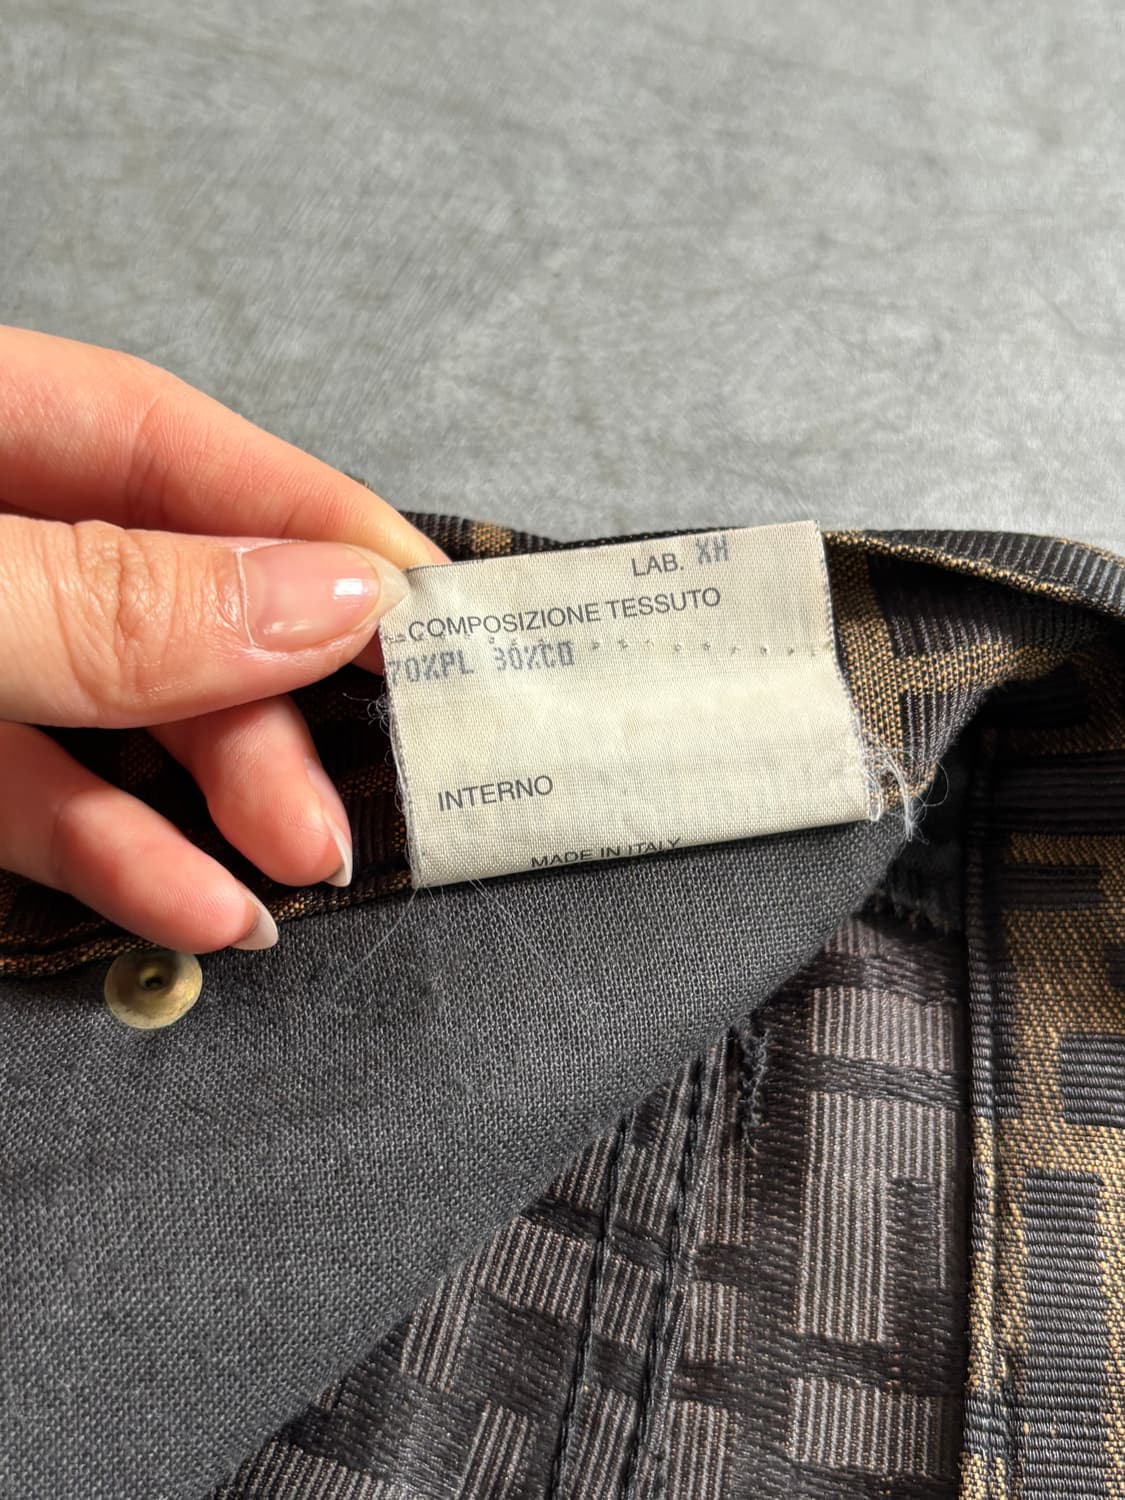 LAB. XH
COMPOSIZIONE TESSUTO
70%PL 30%CO
INTERNO
MADE IN ITALY